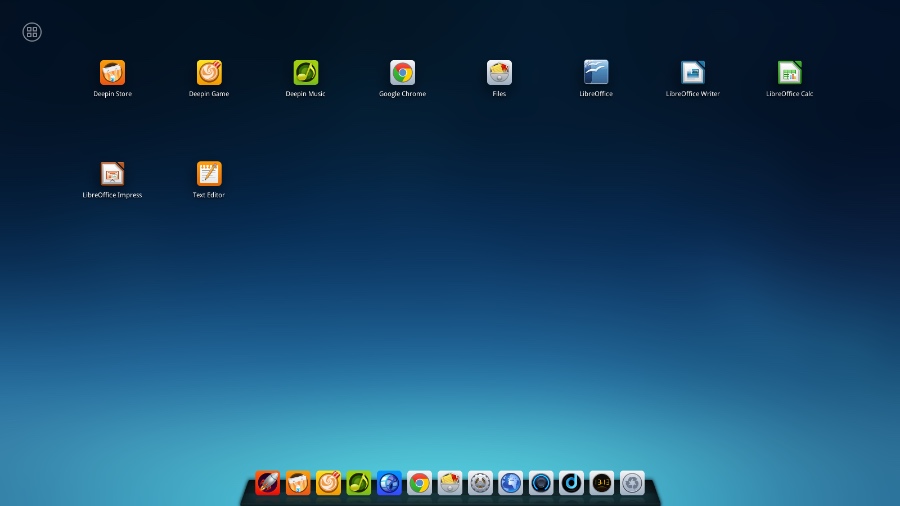 Deepin Store
Deepin Game
Deepin Music
Google Chrome
Files
LibreOffice
LibreOffice Writer
LibreOffice Calc
LibreOffice Impress
Text Editor